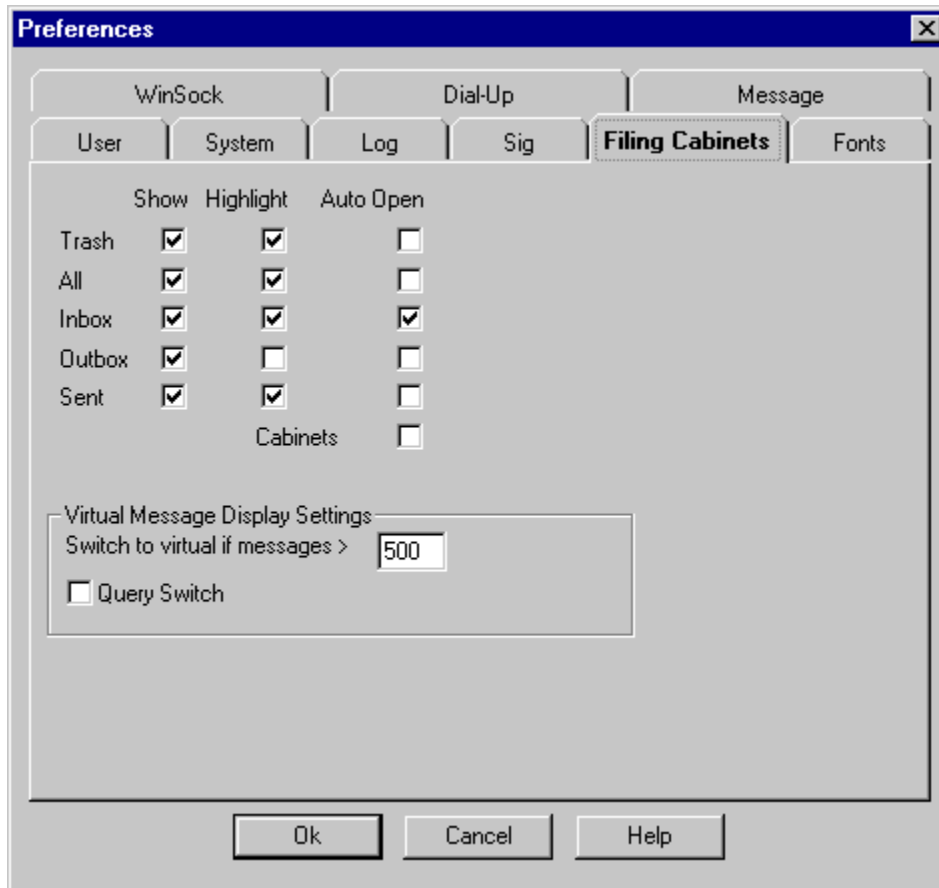 Preferences
WinSock Dial-Up Message
User System Log Sig Filing Cabinets Fonts
Show Highlight Auto Open
Trash
All
Inbox
Outbox
Sent
Cabinets
Virtual Message Display Settings
Switch to virtual if messages > 500
Query Switch
Ok Cancel Help